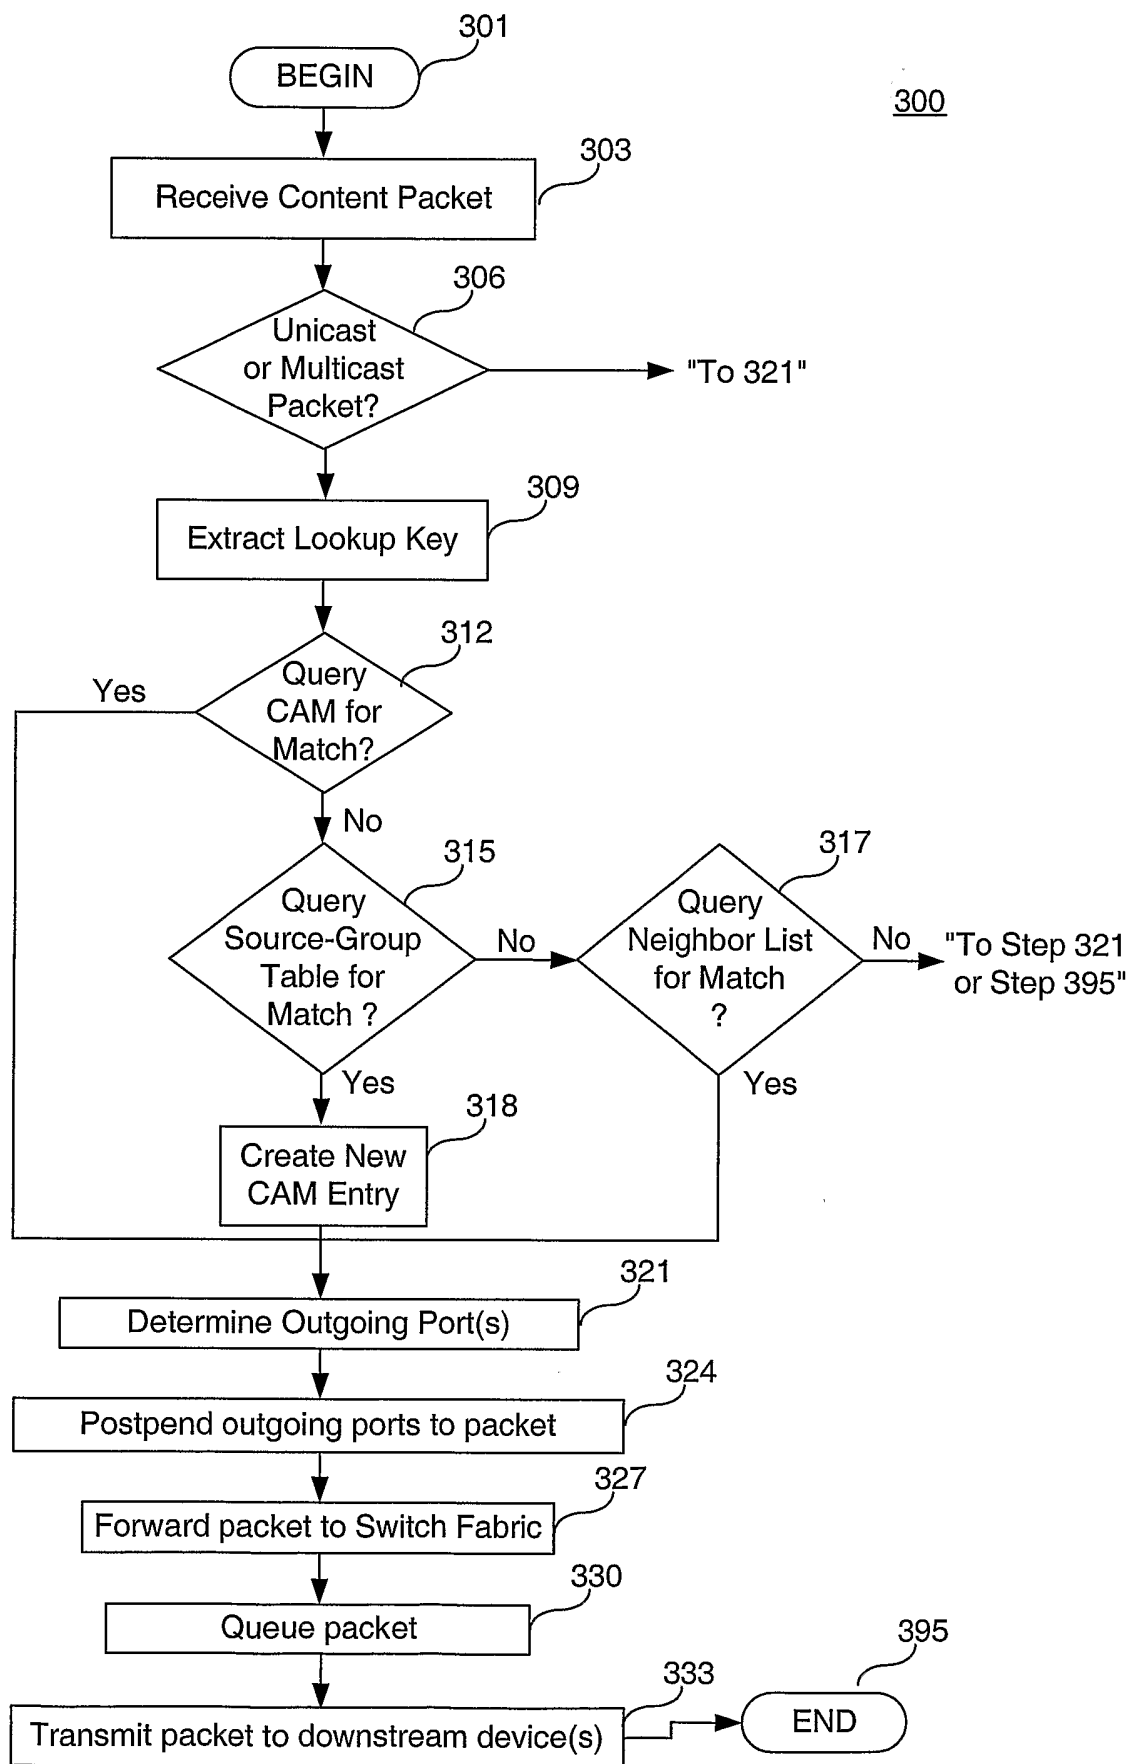 301
BEGIN
300
303
Receive Content Packet
306
Unicast
or Multicast
Packet?
"To 321"
309
Extract Lookup Key
312
Query
CAM for
Match?
Yes
No
315
Query
Source-Group
Table for
Match ?
No
317
Query
Neighbor List
for Match
?
No
"To Step 321
or Step 395"
Yes
Yes
318
Create New
CAM Entry
321
Determine Outgoing Port(s)
324
Postpend outgoing ports to packet
327
Forward packet to Switch Fabric
330
Queue packet
333
Transmit packet to downstream device(s)
395
END